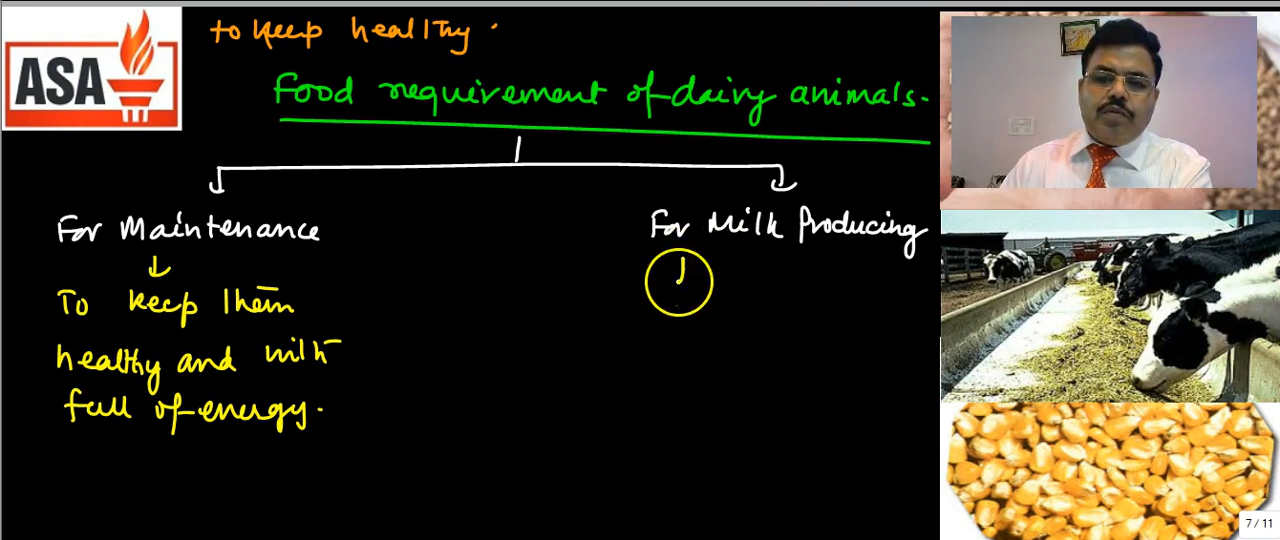 to keep healthy.
ASA
Food requirement of dairy animals.
For Maintenance
For Milk Producing
To keep them
healthy and with
full of energy.
7 / 11